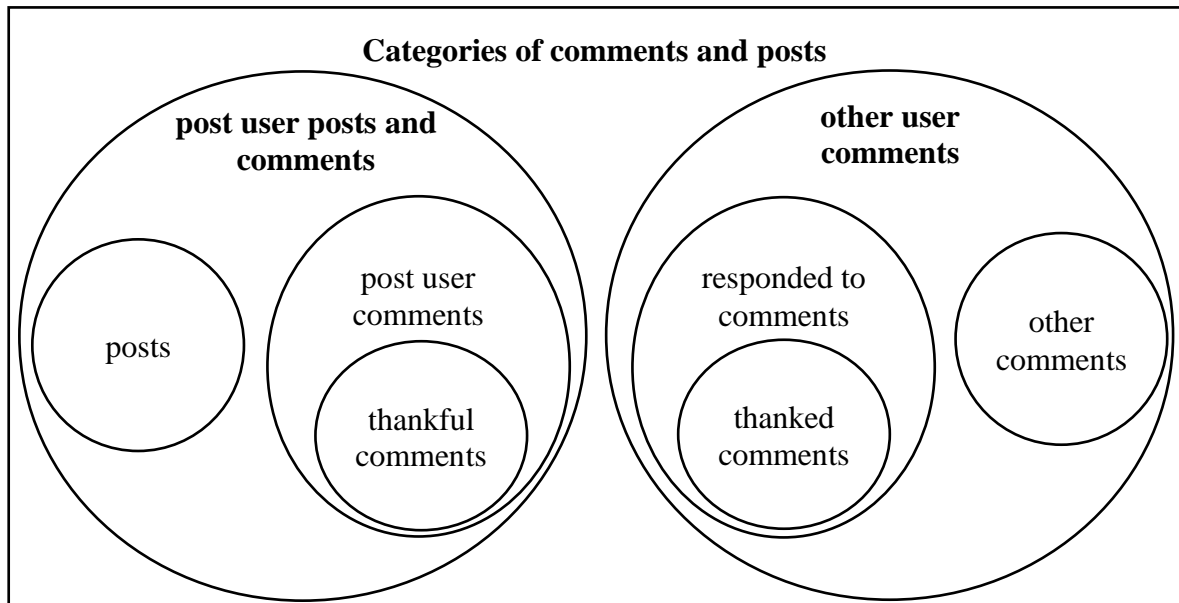 Categories of comments and posts
post user posts and
comments
other user
comments
posts
post user
comments
thankful
comments
responded to
comments
thanked
comments
other
comments